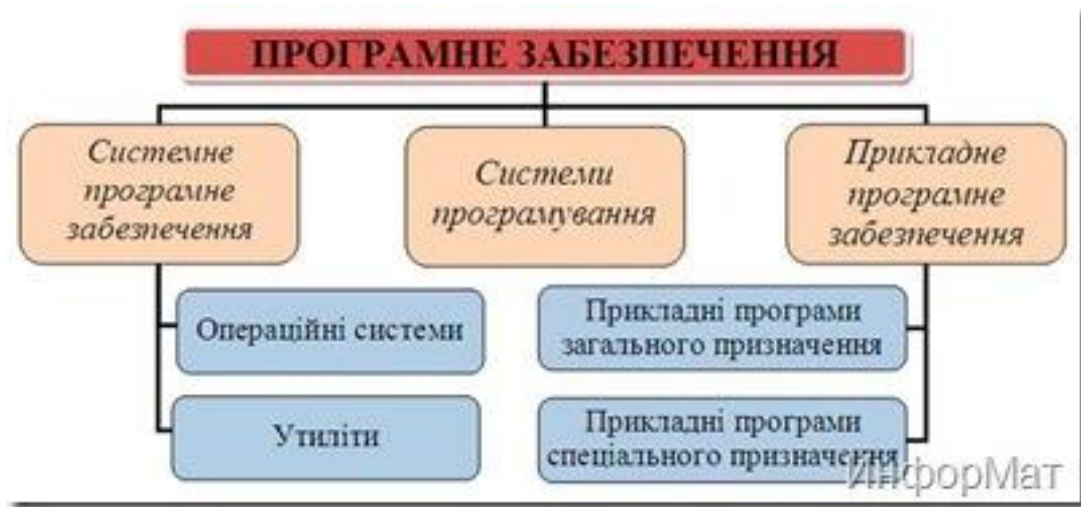 ПРОГРАМНЕ ЗАБЕЗПЕЧЕННЯ
Системне
програмне
забезпечення
Системи
програмування
Прикладне
програмне
забезпечення
Операційні системи
Утиліти
Прикладні програми
загального призначення
Прикладні програми
спеціального призначення
ИнформМат